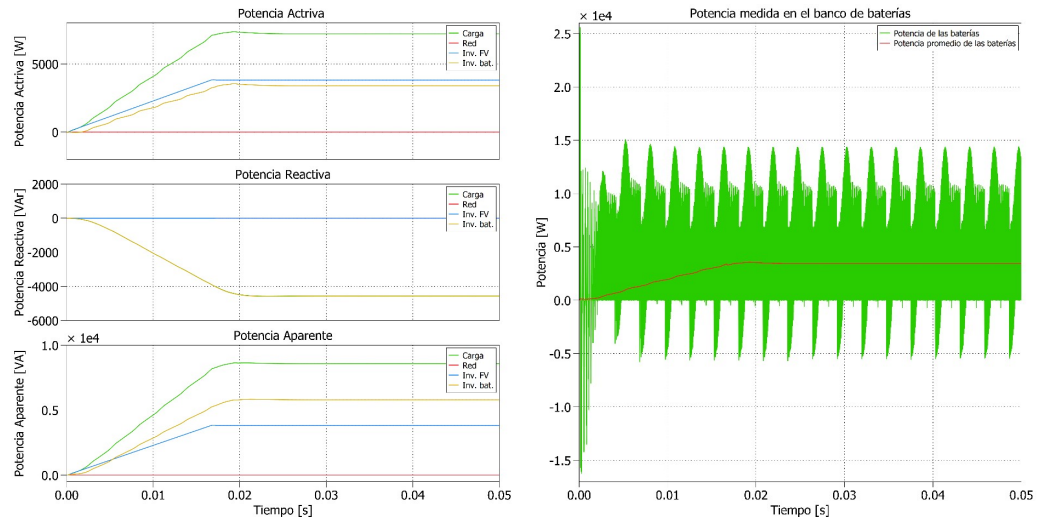 Potencia Actriva
Potencia Actriva [W]
5000
0
Carga
Red
Inv. FV
Inv. bat.
Potencia Reactiva
Potencia Reactiva [VAr]
2000
0
-2000
-4000
-6000
Carga
Red
Inv. FV
Inv. bat.
× 1e4
Potencia Aparente
Potencia Aparente [VA]
1.0
0.5
0.0
Carga
Red
Inv. FV
Inv. bat.
0.00 0.01 0.02 0.03 0.04 0.05
Tiempo [s]
× 1e4
Potencia medida en el banco de baterías
Potencia [W]
2.5
2.0
1.5
1.0
0.5
0.0
-0.5
-1.0
-1.5
Potencia de las baterías
Potencia promedio de las baterías
0.00 0.01 0.02 0.03 0.04 0.05
Tiempo [s]